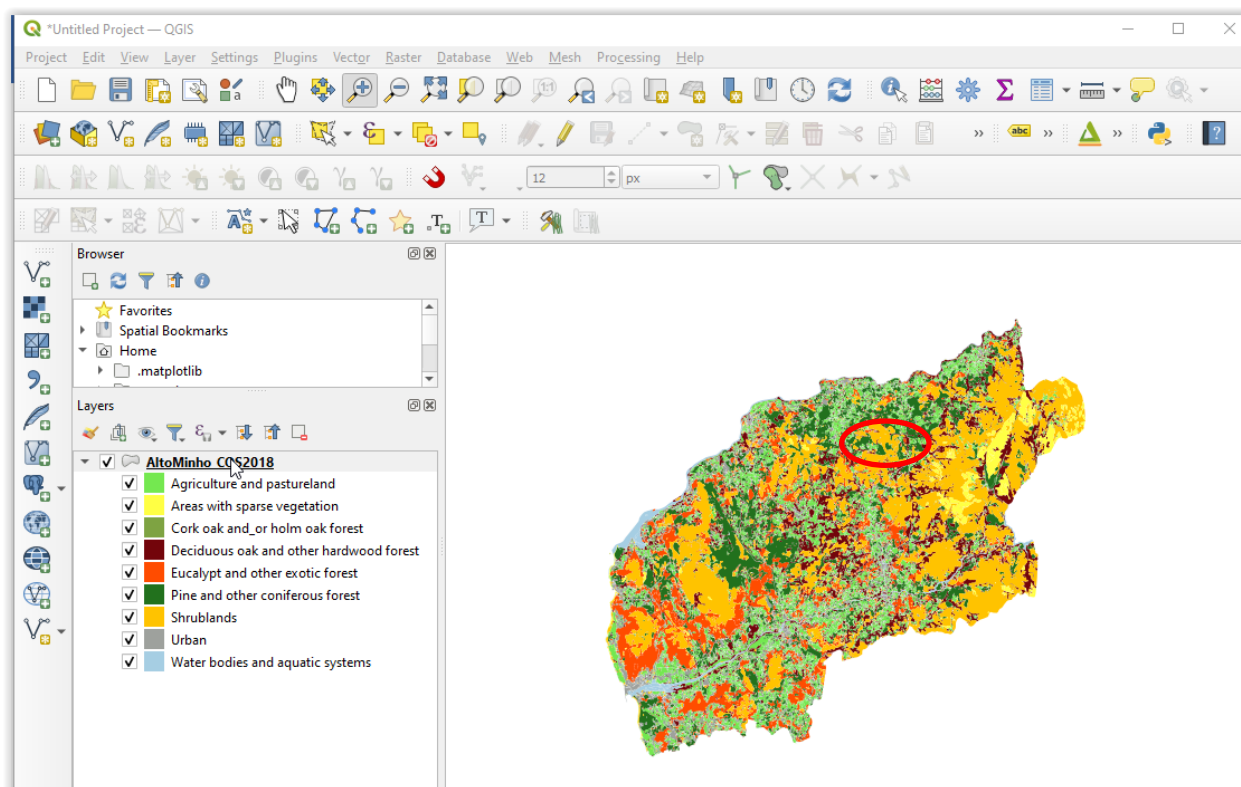 *Untitled Project — QGIS
Project Edit View Layer Settings Plugins Vector Raster Database Web Mesh Processing Help
1:1
abc
12 px
Browser
Favorites
Spatial Bookmarks
Home
.matplotlib
Layers
AltoMinho_COS2018
Agriculture and pastureland
Areas with sparse vegetation
Cork oak and_or holm oak forest
Deciduous oak and other hardwood forest
Eucalypt and other exotic forest
Pine and other coniferous forest
Shrublands
Urban
Water bodies and aquatic systems